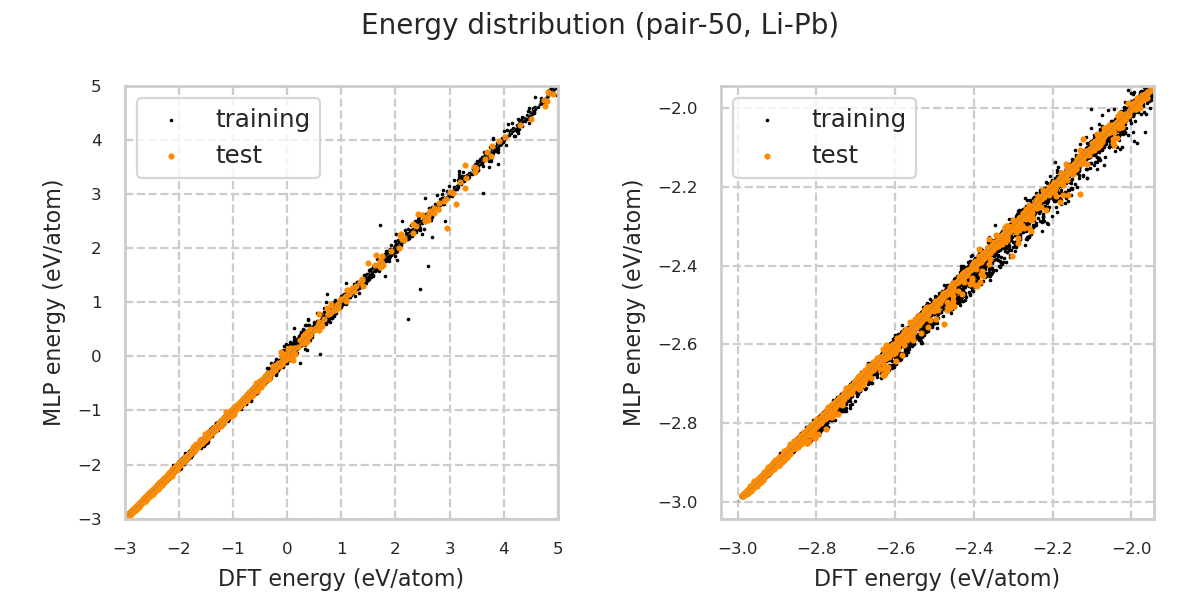 Energy distribution (pair-50, Li-Pb)
5
4
3
2
1
0
−1
−2
−3
MLP energy (eV/atom)
training
test
−3 −2 −1 0 1 2 3 4 5
DFT energy (eV/atom)
−2.0
−2.2
−2.4
−2.6
−2.8
−3.0
MLP energy (eV/atom)
training
test
−3.0 −2.8 −2.6 −2.4 −2.2 −2.0
DFT energy (eV/atom)